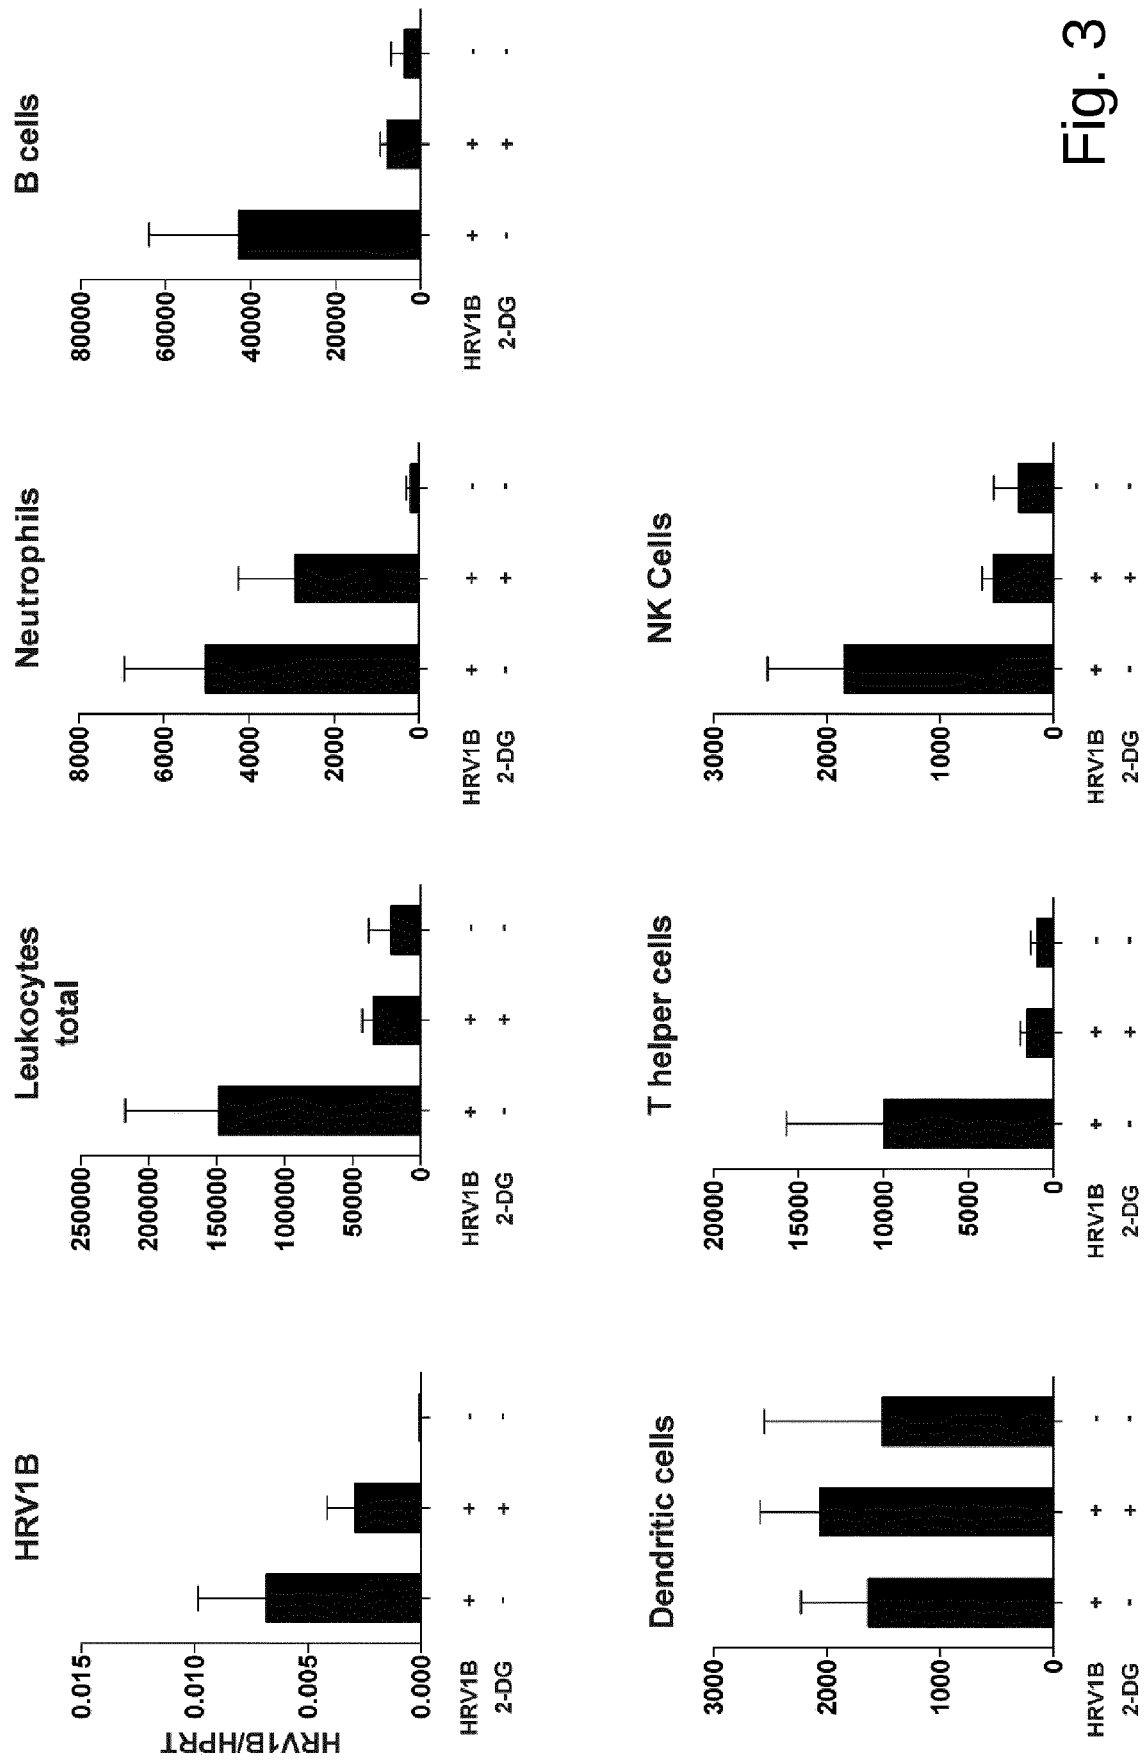 HRV1B
0.015
0.010
0.005
0.000
HRV1B/HPRT
HRV1B + + -
2-DG - + -
Leukocytes
total
250000
200000
150000
100000
50000
0
HRV1B + + -
2-DG - + -
Neutrophils
8000
6000
4000
2000
0
HRV1B + + -
2-DG - + -
B cells
80000
60000
40000
20000
0
HRV1B + + -
2-DG - + -
Dendritic cells
3000
2000
1000
0
HRV1B + + -
2-DG - + -
T helper cells
20000
15000
10000
5000
0
HRV1B + + -
2-DG - + -
NK Cells
3000
2000
1000
0
HRV1B + + -
2-DG - + -
Fig. 3